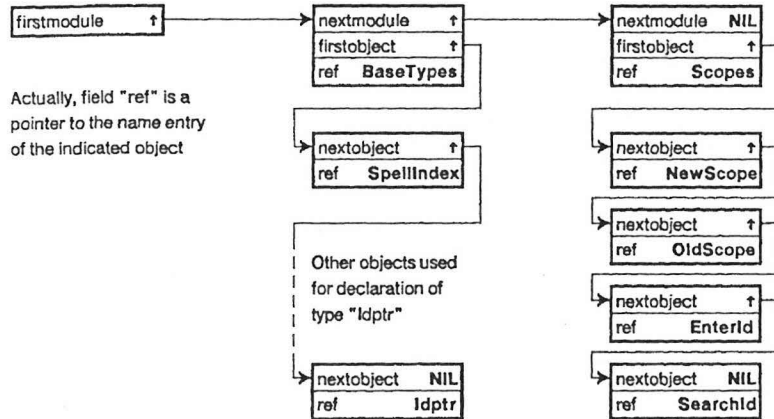 firstmodule ↑
nextmodule ↑
firstobject ↑
ref BaseTypes
nextmodule NIL
firstobject ↑
ref Scopes
Actually, field "ref" is a
pointer to the name entry
of the indicated object
nextobject ↑
ref SpellIndex
nextobject ↑
ref NewScope
nextobject ↑
ref OldScope
Other objects used
for declaration of
type "Idptr"
nextobject ↑
ref EnterId
nextobject NIL
ref Idptr
nextobject NIL
ref SearchId